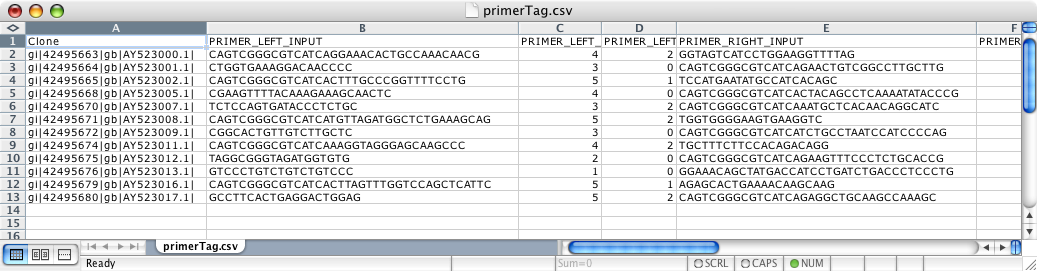 primerTag.csv
A B C D E F
1 Clone PRIMER_LEFT_INPUT PRIMER_LEFT_ PRIMER_LEFT PRIMER_RIGHT_INPUT PRIMER
2 gi|42495663|gb|AY523000.1| CAGTCGGGCGTCATCAGGAAACACTGCCAAACAACG 4 2 GGTAGTCATCCTGGAAGGTTTTAG
3 gi|42495664|gb|AY523001.1| CTGGTGAAAGGACAACCCC 3 0 CAGTCGGGCGTCATCAGAACTGTCGGCCTTGCTTG
4 gi|42495665|gb|AY523002.1| CAGTCGGGCGTCATCACTTTGCCCGGTTTTCCTG 5 1 TCCATGAATATGCCATCACAGC
5 gi|42495668|gb|AY523005.1| CGAAGTTTTACAAAGAAAGCAACTC 4 0 CAGTCGGGCGTCATCACTACAGCCTCAAAATATACCCG
6 gi|42495670|gb|AY523007.1| TCTCCAGTGATACCCTCTGC 3 2 CAGTCGGGCGTCATCAAATGCTCACAACAGGCATC
7 gi|42495671|gb|AY523008.1| CAGTCGGGCGTCATCATGTTAGATGGCTCTGAAAGCAG 5 2 TGGTGGGGAAGTGAAGGTC
8 gi|42495672|gb|AY523009.1| CGGCACTGTTGTCTTGCTC 3 0 CAGTCGGGCGTCATCATCTGCCTAATCCATCCCCAG
9 gi|42495674|gb|AY523011.1| CAGTCGGGCGTCATCAAAGGTAGGGAGCAAGCCC 4 2 TGCTTTCTTCCACAGACAGG
10 gi|42495675|gb|AY523012.1| TAGGCGGGTAGATGGTGTG 2 0 CAGTCGGGCGTCATCAGAAGTTTCCCTCTGCACCG
11 gi|42495676|gb|AY523013.1| GTCCCTGTCTGTCTGTCCC 1 0 GGAAACAGCTATGACCATCCTGATCTGACCCTCCCTG
12 gi|42495679|gb|AY523016.1| CAGTCGGGCGTCATCACTTAGTTTGGTCCAGCTCATTC 5 1 AGAGCACTGAAAACAAGCAAG
13 gi|42495680|gb|AY523017.1| GCCTTCACTGAGGACTGGAG 5 2 CAGTCGGGCGTCATCAGAGGCTGCAAGCCAAAGC
14
15
16
primerTag.csv
Ready Sum=0 SCRL CAPS NUM